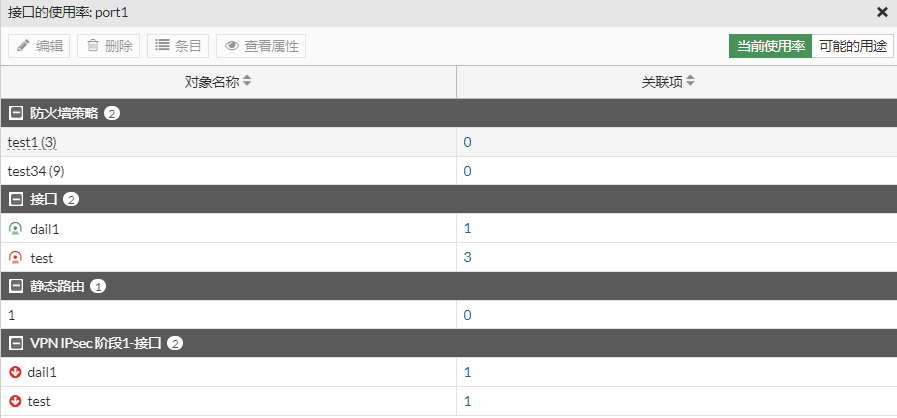 接口的使用率: port1
编辑 删除 条目 查看属性 当前使用率 可能的用途
对象名称 关联项
防火墙策略 2
test1 (3) 0
test34 (9) 0
接口 2
dail1 1
test 3
静态路由 1
1 0
VPN IPsec 阶段1-接口 2
dail1 1
test 1